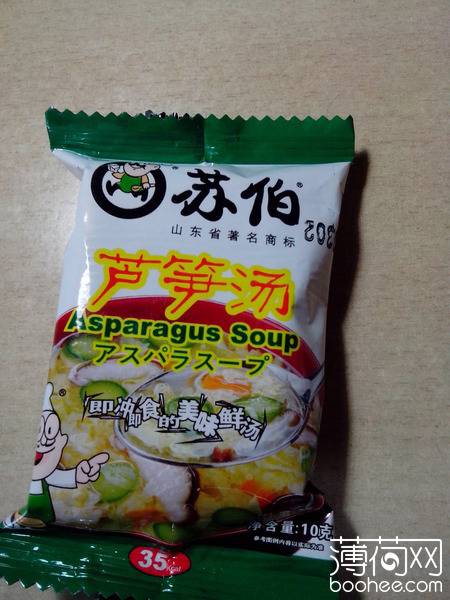 苏伯®
山东省著名商标
芦笋汤
Asparagus Soup
アスパラスープ
即冲即食的美味鲜汤
净含量:10克
35Kcal
薄荷网
boohee.com